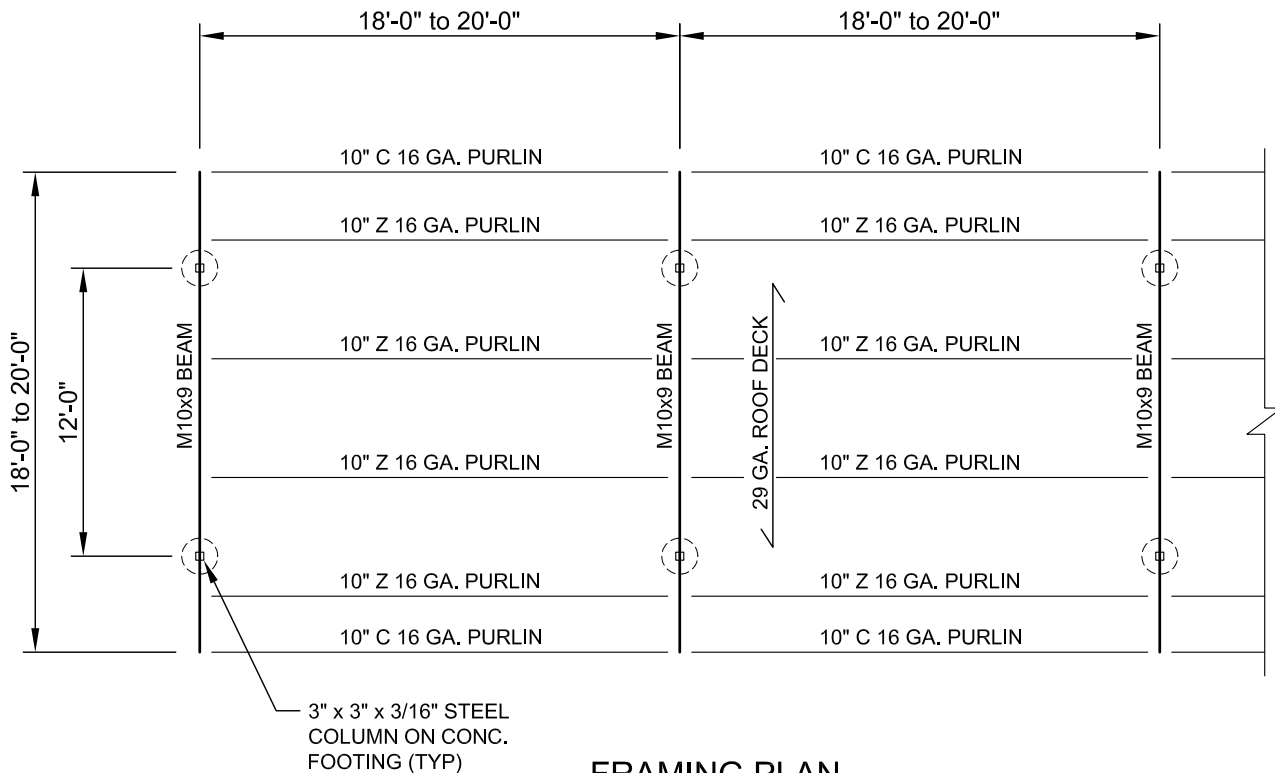 18'-0" to 20'-0"
18'-0" to 20'-0"
10" C 16 GA. PURLIN
10" C 16 GA. PURLIN
10" Z 16 GA. PURLIN
10" Z 16 GA. PURLIN
18'-0" to 20'-0"
12'-0"
M10x9 BEAM
M10x9 BEAM
29 GA. ROOF DECK
M10x9 BEAM
10" Z 16 GA. PURLIN
10" Z 16 GA. PURLIN
10" Z 16 GA. PURLIN
10" Z 16 GA. PURLIN
10" Z 16 GA. PURLIN
10" Z 16 GA. PURLIN
10" C 16 GA. PURLIN
10" C 16 GA. PURLIN
3" x 3" x 3/16" STEEL
COLUMN ON CONC.
FOOTING (TYP)
FRAMING PLAN